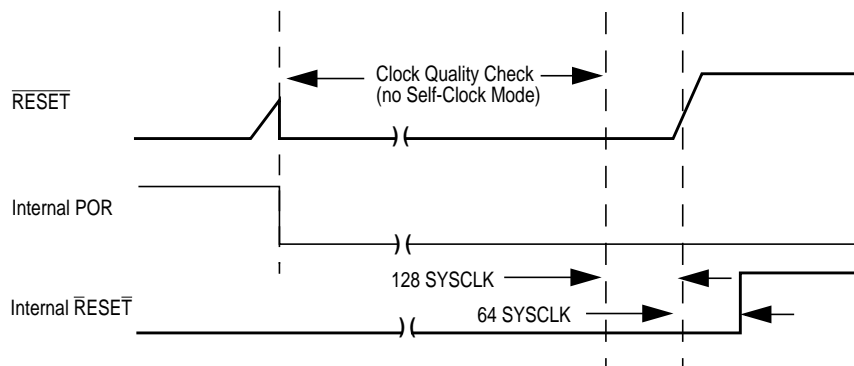 Clock Quality Check
(no Self-Clock Mode)
RESET
)(
Internal POR
)(
128 SYSCLK
Internal RESET
)(
64 SYSCLK